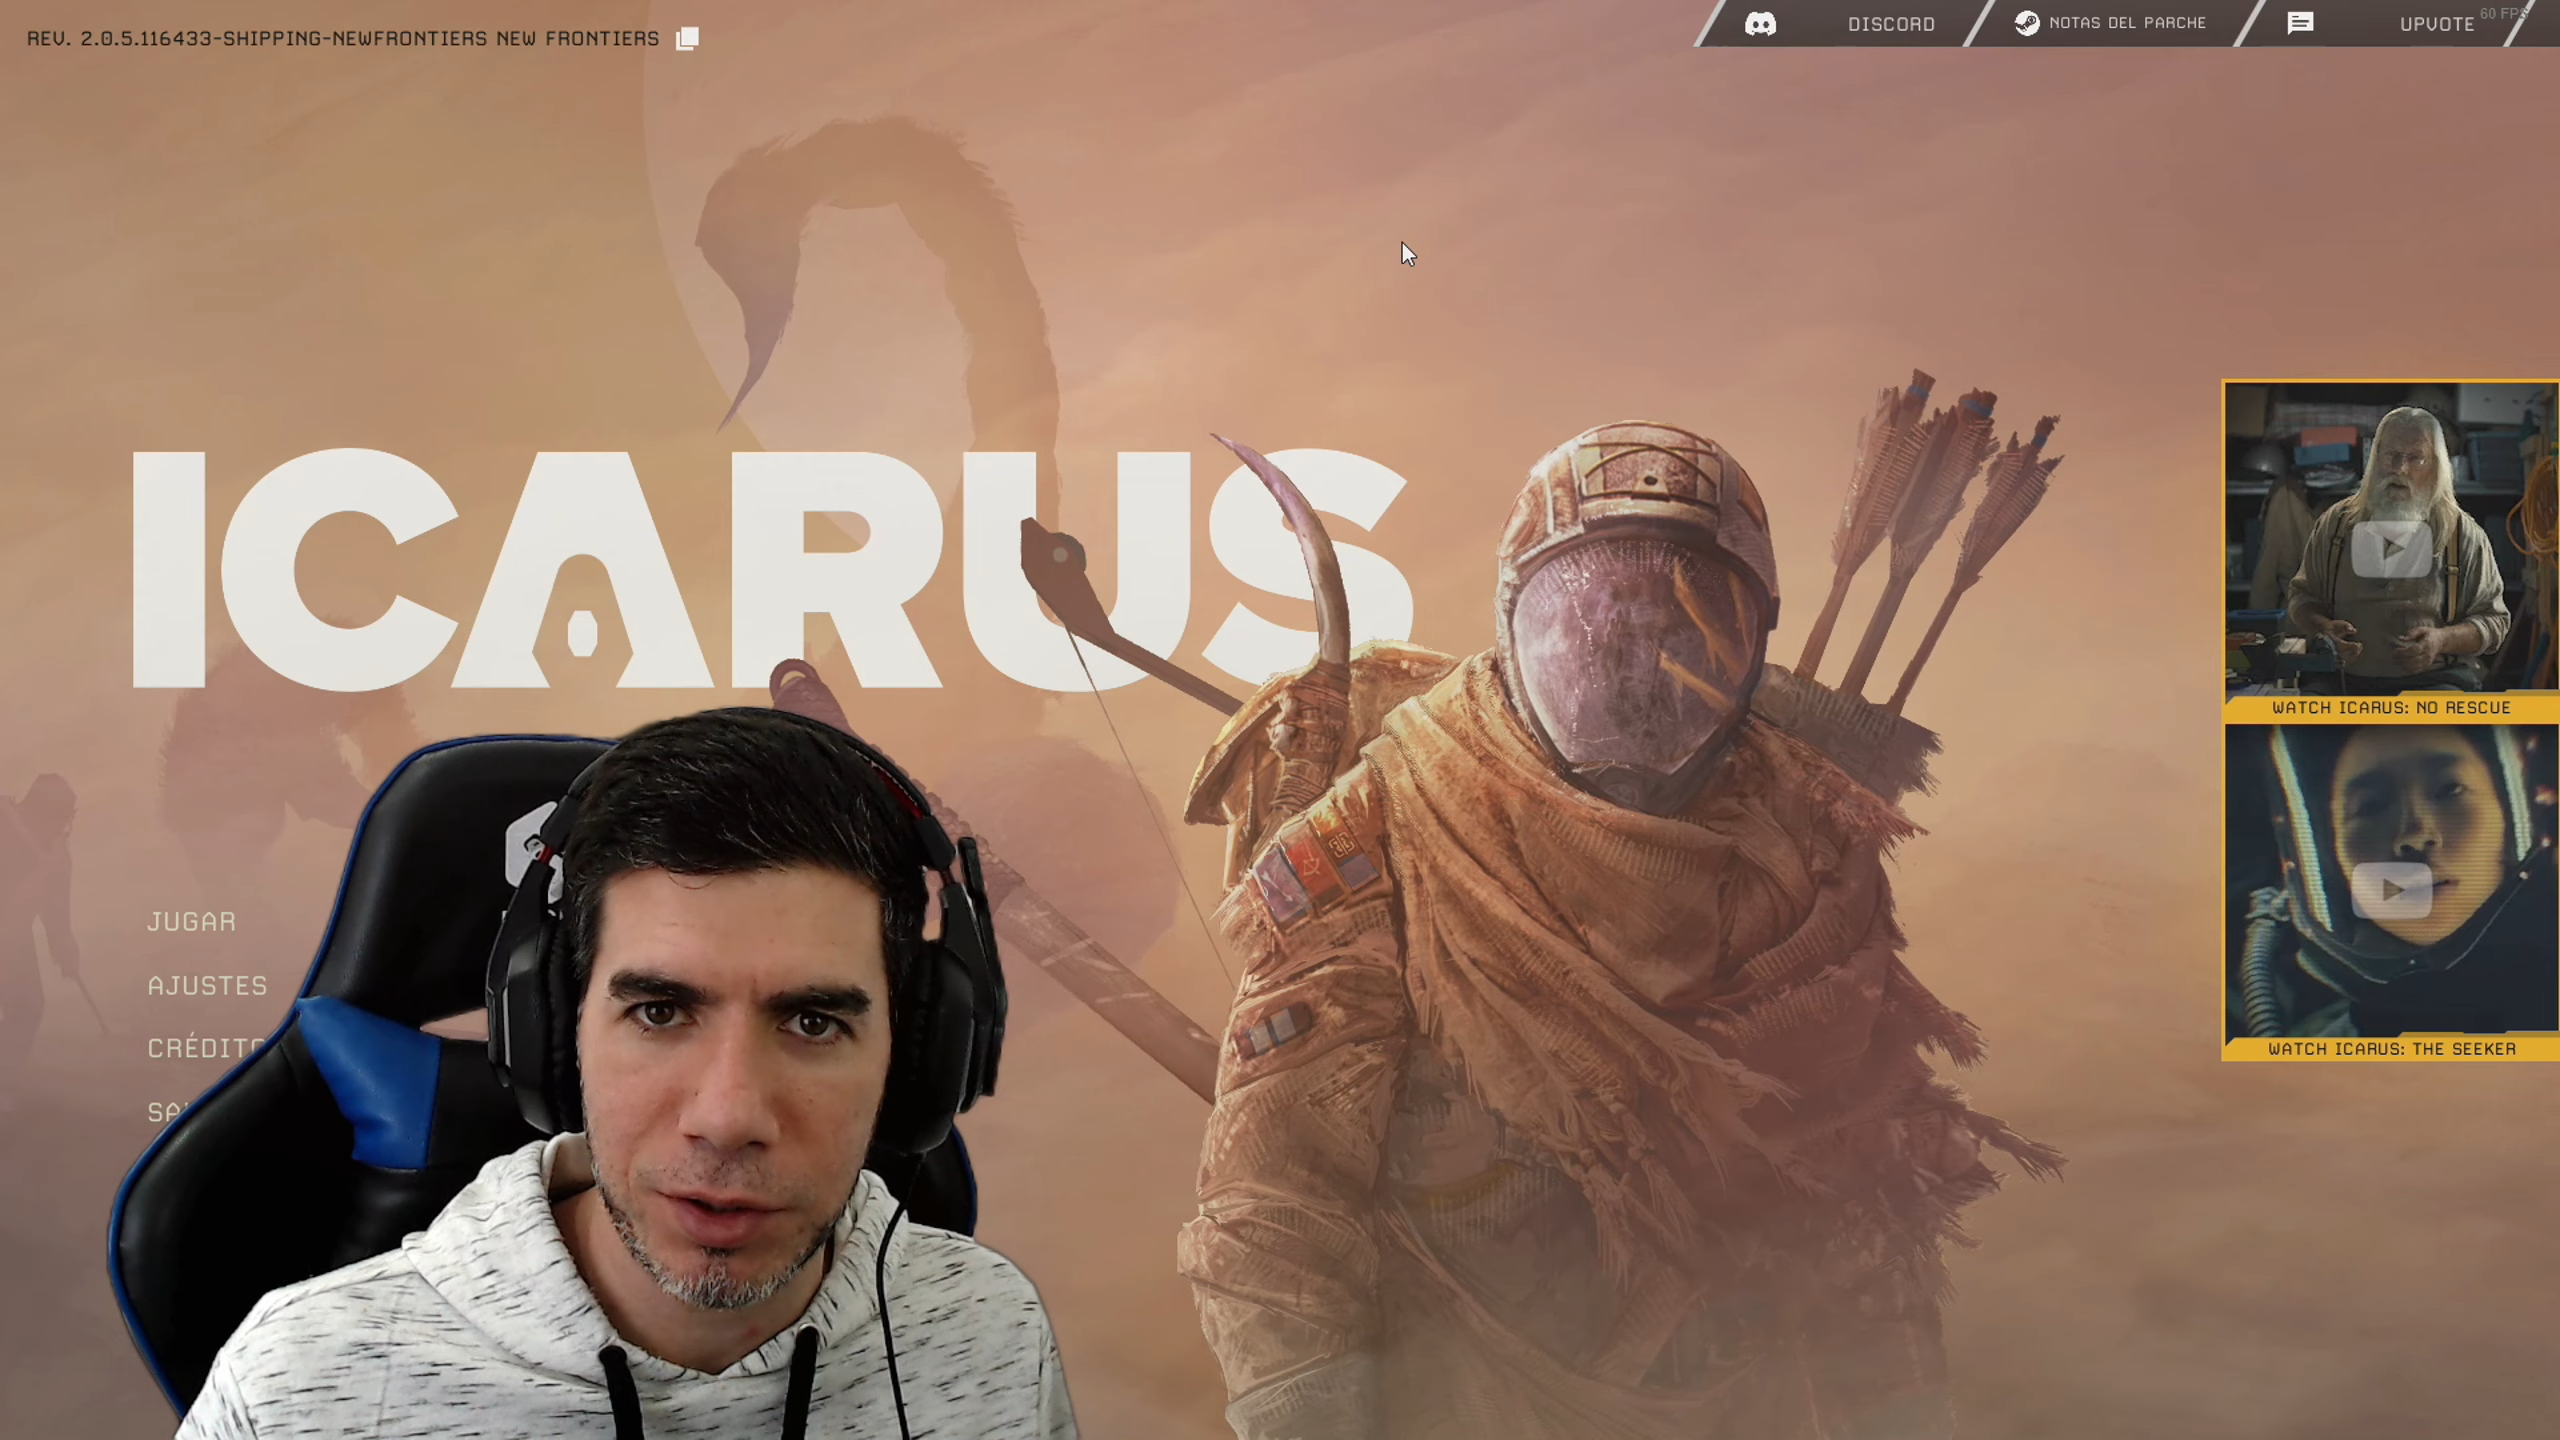 REV. 2.0.5.116433-SHIPPING-NEWFRONTIERS NEW FRONTIERS
DISCORD
NOTAS DEL PARCHE
UPVOTE
60 FPS
ICARUS
WATCH ICARUS: NO RESCUE
JUGAR
AJUSTES
CRÉDITO
WATCH ICARUS: THE SEEKER